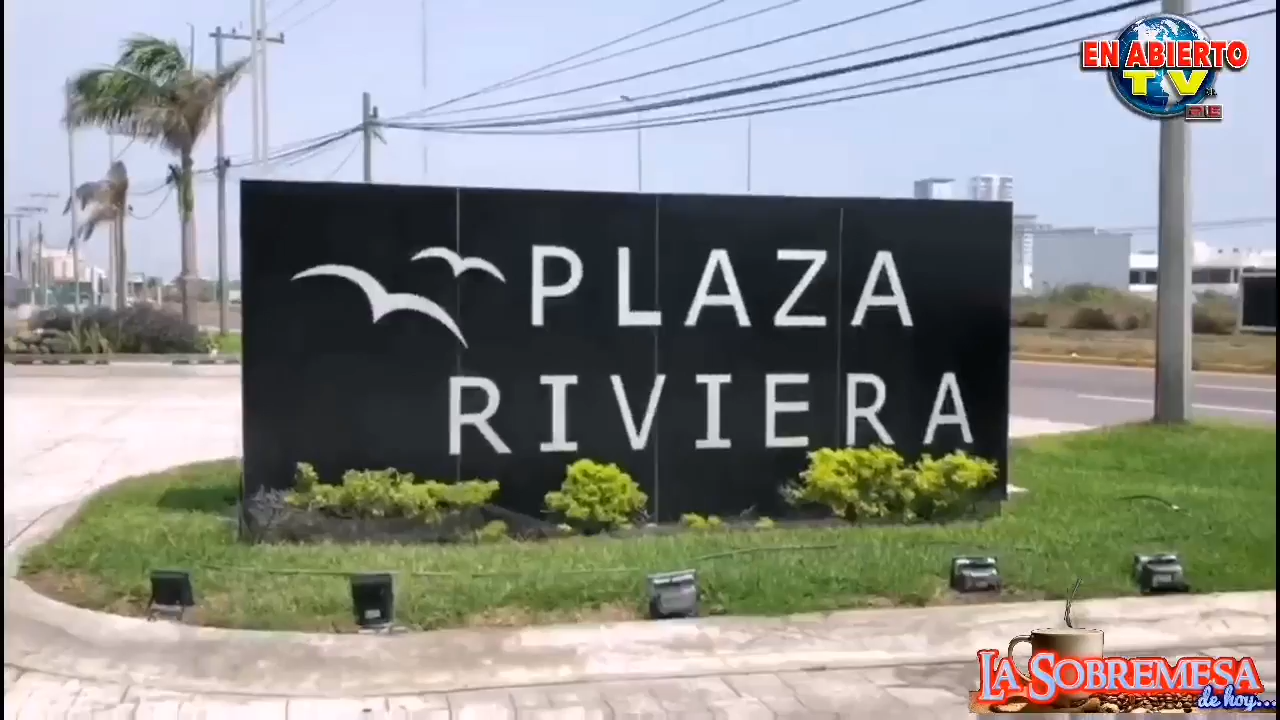 EN ABIERTO
TV
PLAZA
RIVIERA
LA SOBREMESA
de hoy...